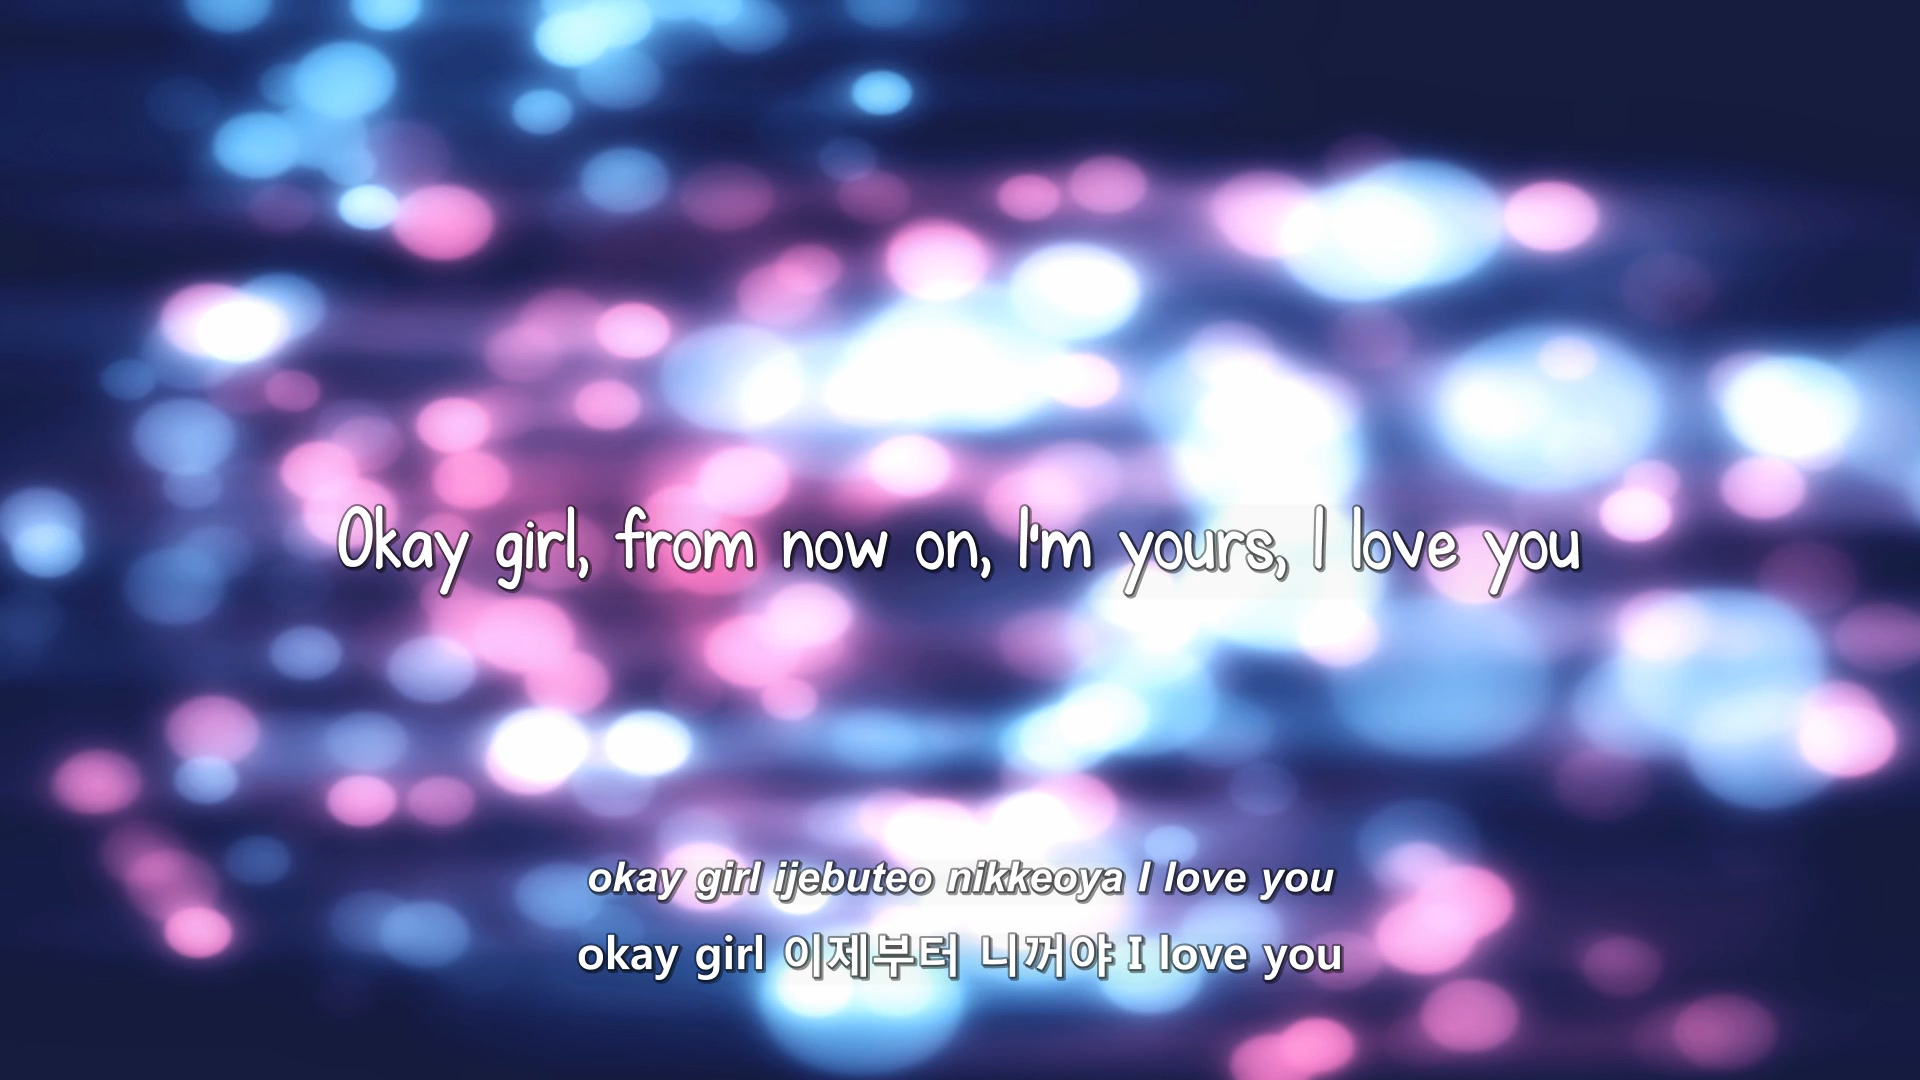 Okay girl, from now on, I'm yours, I love you
okay girl ijebuteo nikkeoya I love you
okay girl 이제부터 니꺼야 I love you